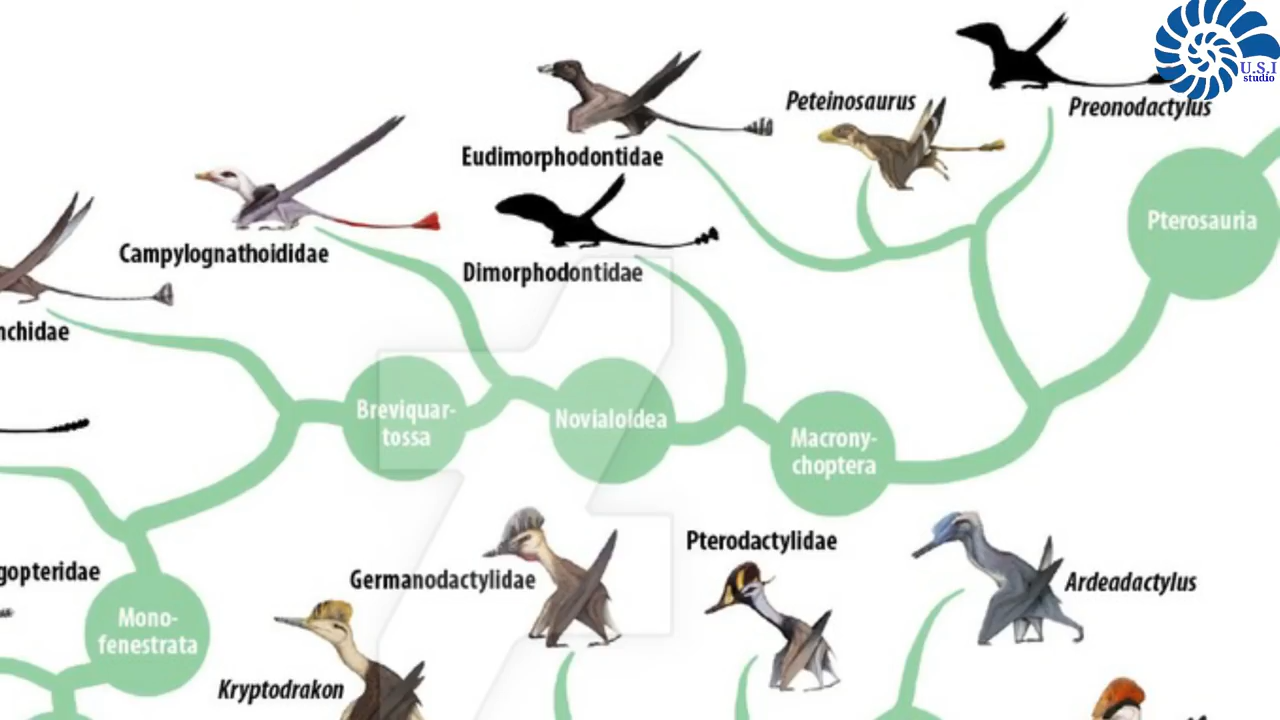 U.S.I
studio
Peteinosaurus
Preonodactylus
Eudimorphodontidae
Pterosauria
Campylognathoididae
Dimorphodontidae
nchidae
Breviquar-
tossa
Novialoidea
Macrony-
choptera
Pterodactylidae
gopteridae
Germanodactylidae
Ardeadactylus
Mono-
fenestrata
Kryptodrakon